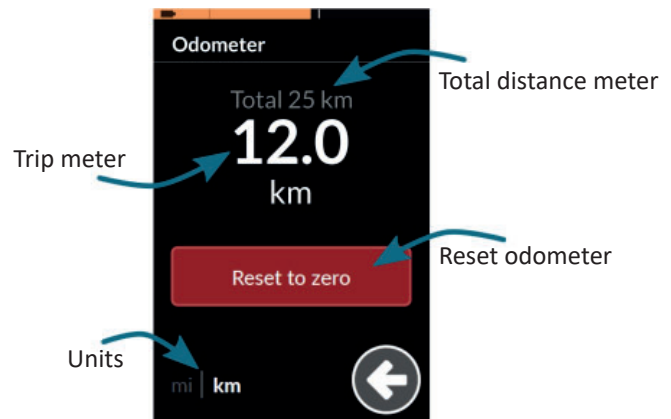 Odometer
Total distance meter
Total 25 km
12.0
Trip meter
km
Reset odometer
Reset to zero
Units
mi | km